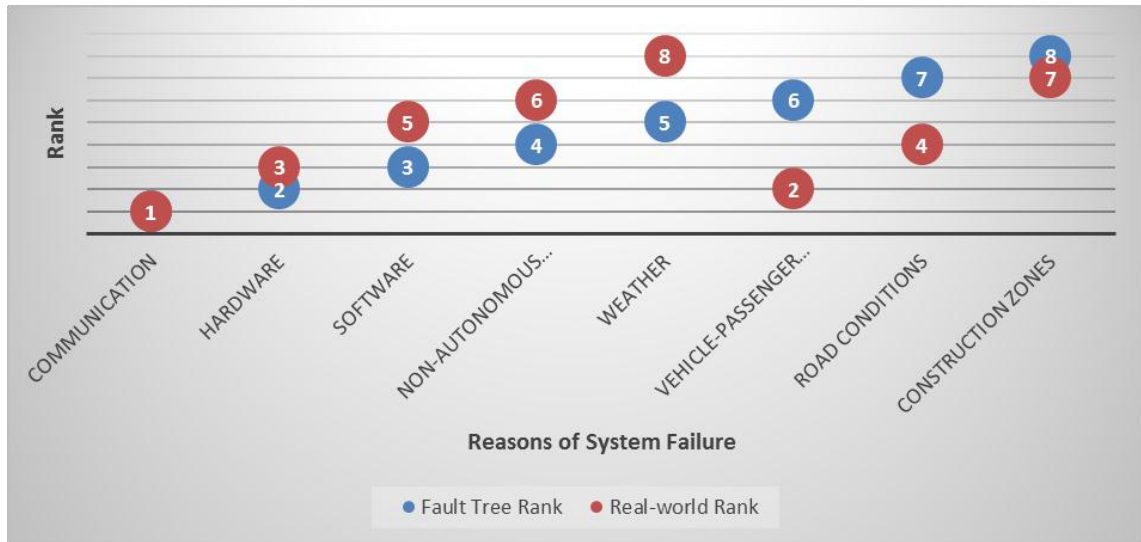 Rank
8
8
7
7
6
6
5
5
4
4
3
3
2
2
1
COMMUNICATION
HARDWARE
SOFTWARE
NON-AUTONOMOUS...
WEATHER
VEHICLE-PASSENGER...
ROAD CONDITIONS
CONSTRUCTION ZONES
Reasons of System Failure
Fault Tree Rank Real-world Rank